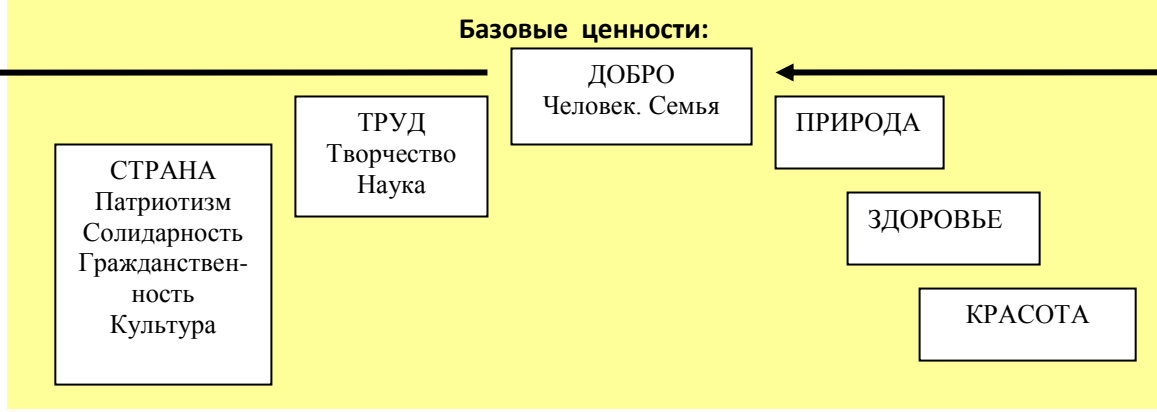 Базовые ценности:
ДОБРО
Человек. Семья
ТРУД
Творчество
Наука
ПРИРОДА
СТРАНА
Патриотизм
Солидарность
Гражданствен-
ность
Культура
ЗДОРОВЬЕ
КРАСОТА